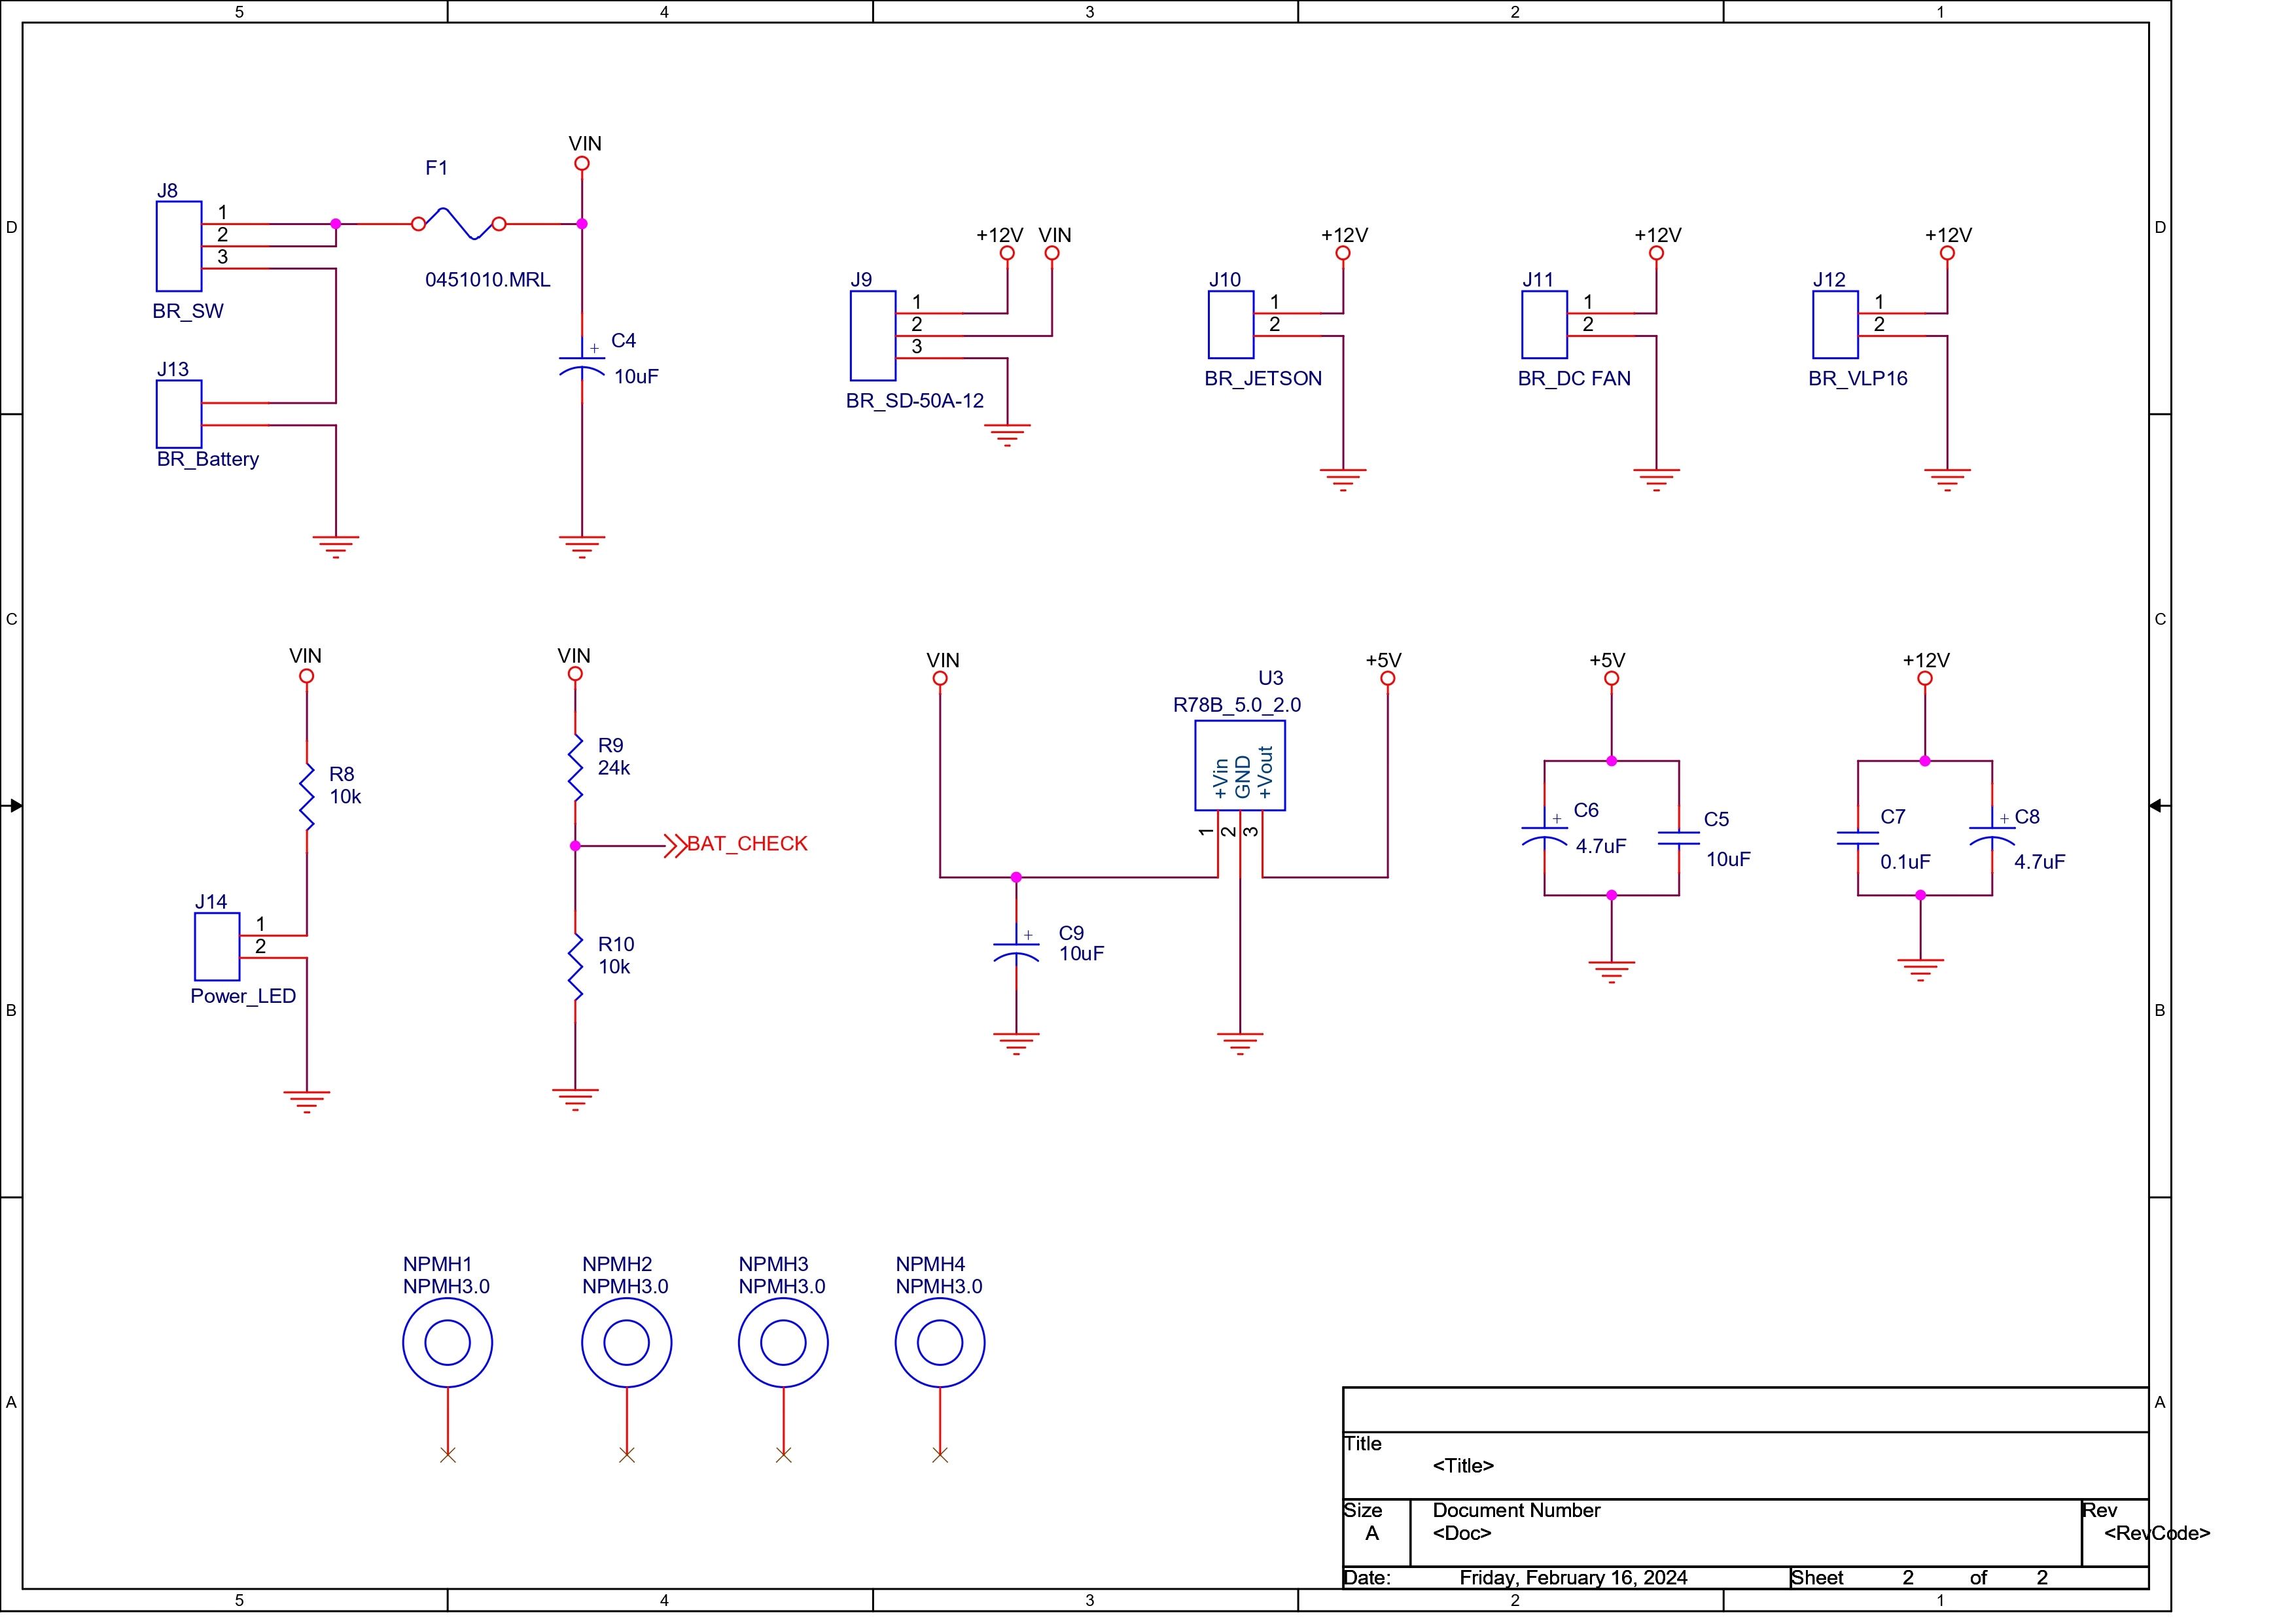 5 4 3 2 1
D
D
C
C
B
B
A
A
VIN
F1
0451010.MRL
J8
1
2
3
BR_SW
J13
BR_Battery
+
C4
10uF
+12V VIN
J9
1
2
3
BR_SD-50A-12
+12V
J10
1
2
BR_JETSON
+12V
J11
1
2
BR_DC FAN
+12V
J12
1
2
BR_VLP16
VIN
R8
10k
J14
1
2
Power_LED
VIN
R9
24k
BAT_CHECK
R10
10k
VIN
+5V
U3
R78B_5.0_2.0
+Vin
GND
+Vout
1
2
3
+
C9
10uF
+5V
+
C6
4.7uF
C5
10uF
+12V
C7
0.1uF
+
C8
4.7uF
NPMH1
NPMH3.0
NPMH2
NPMH3.0
NPMH3
NPMH3.0
NPMH4
NPMH3.0
Title
<Title>
Size
A
Document Number
<Doc>
Rev
<RevCode>
Date: Friday, February 16, 2024 Sheet 2 of 2
5 4 3 2 1